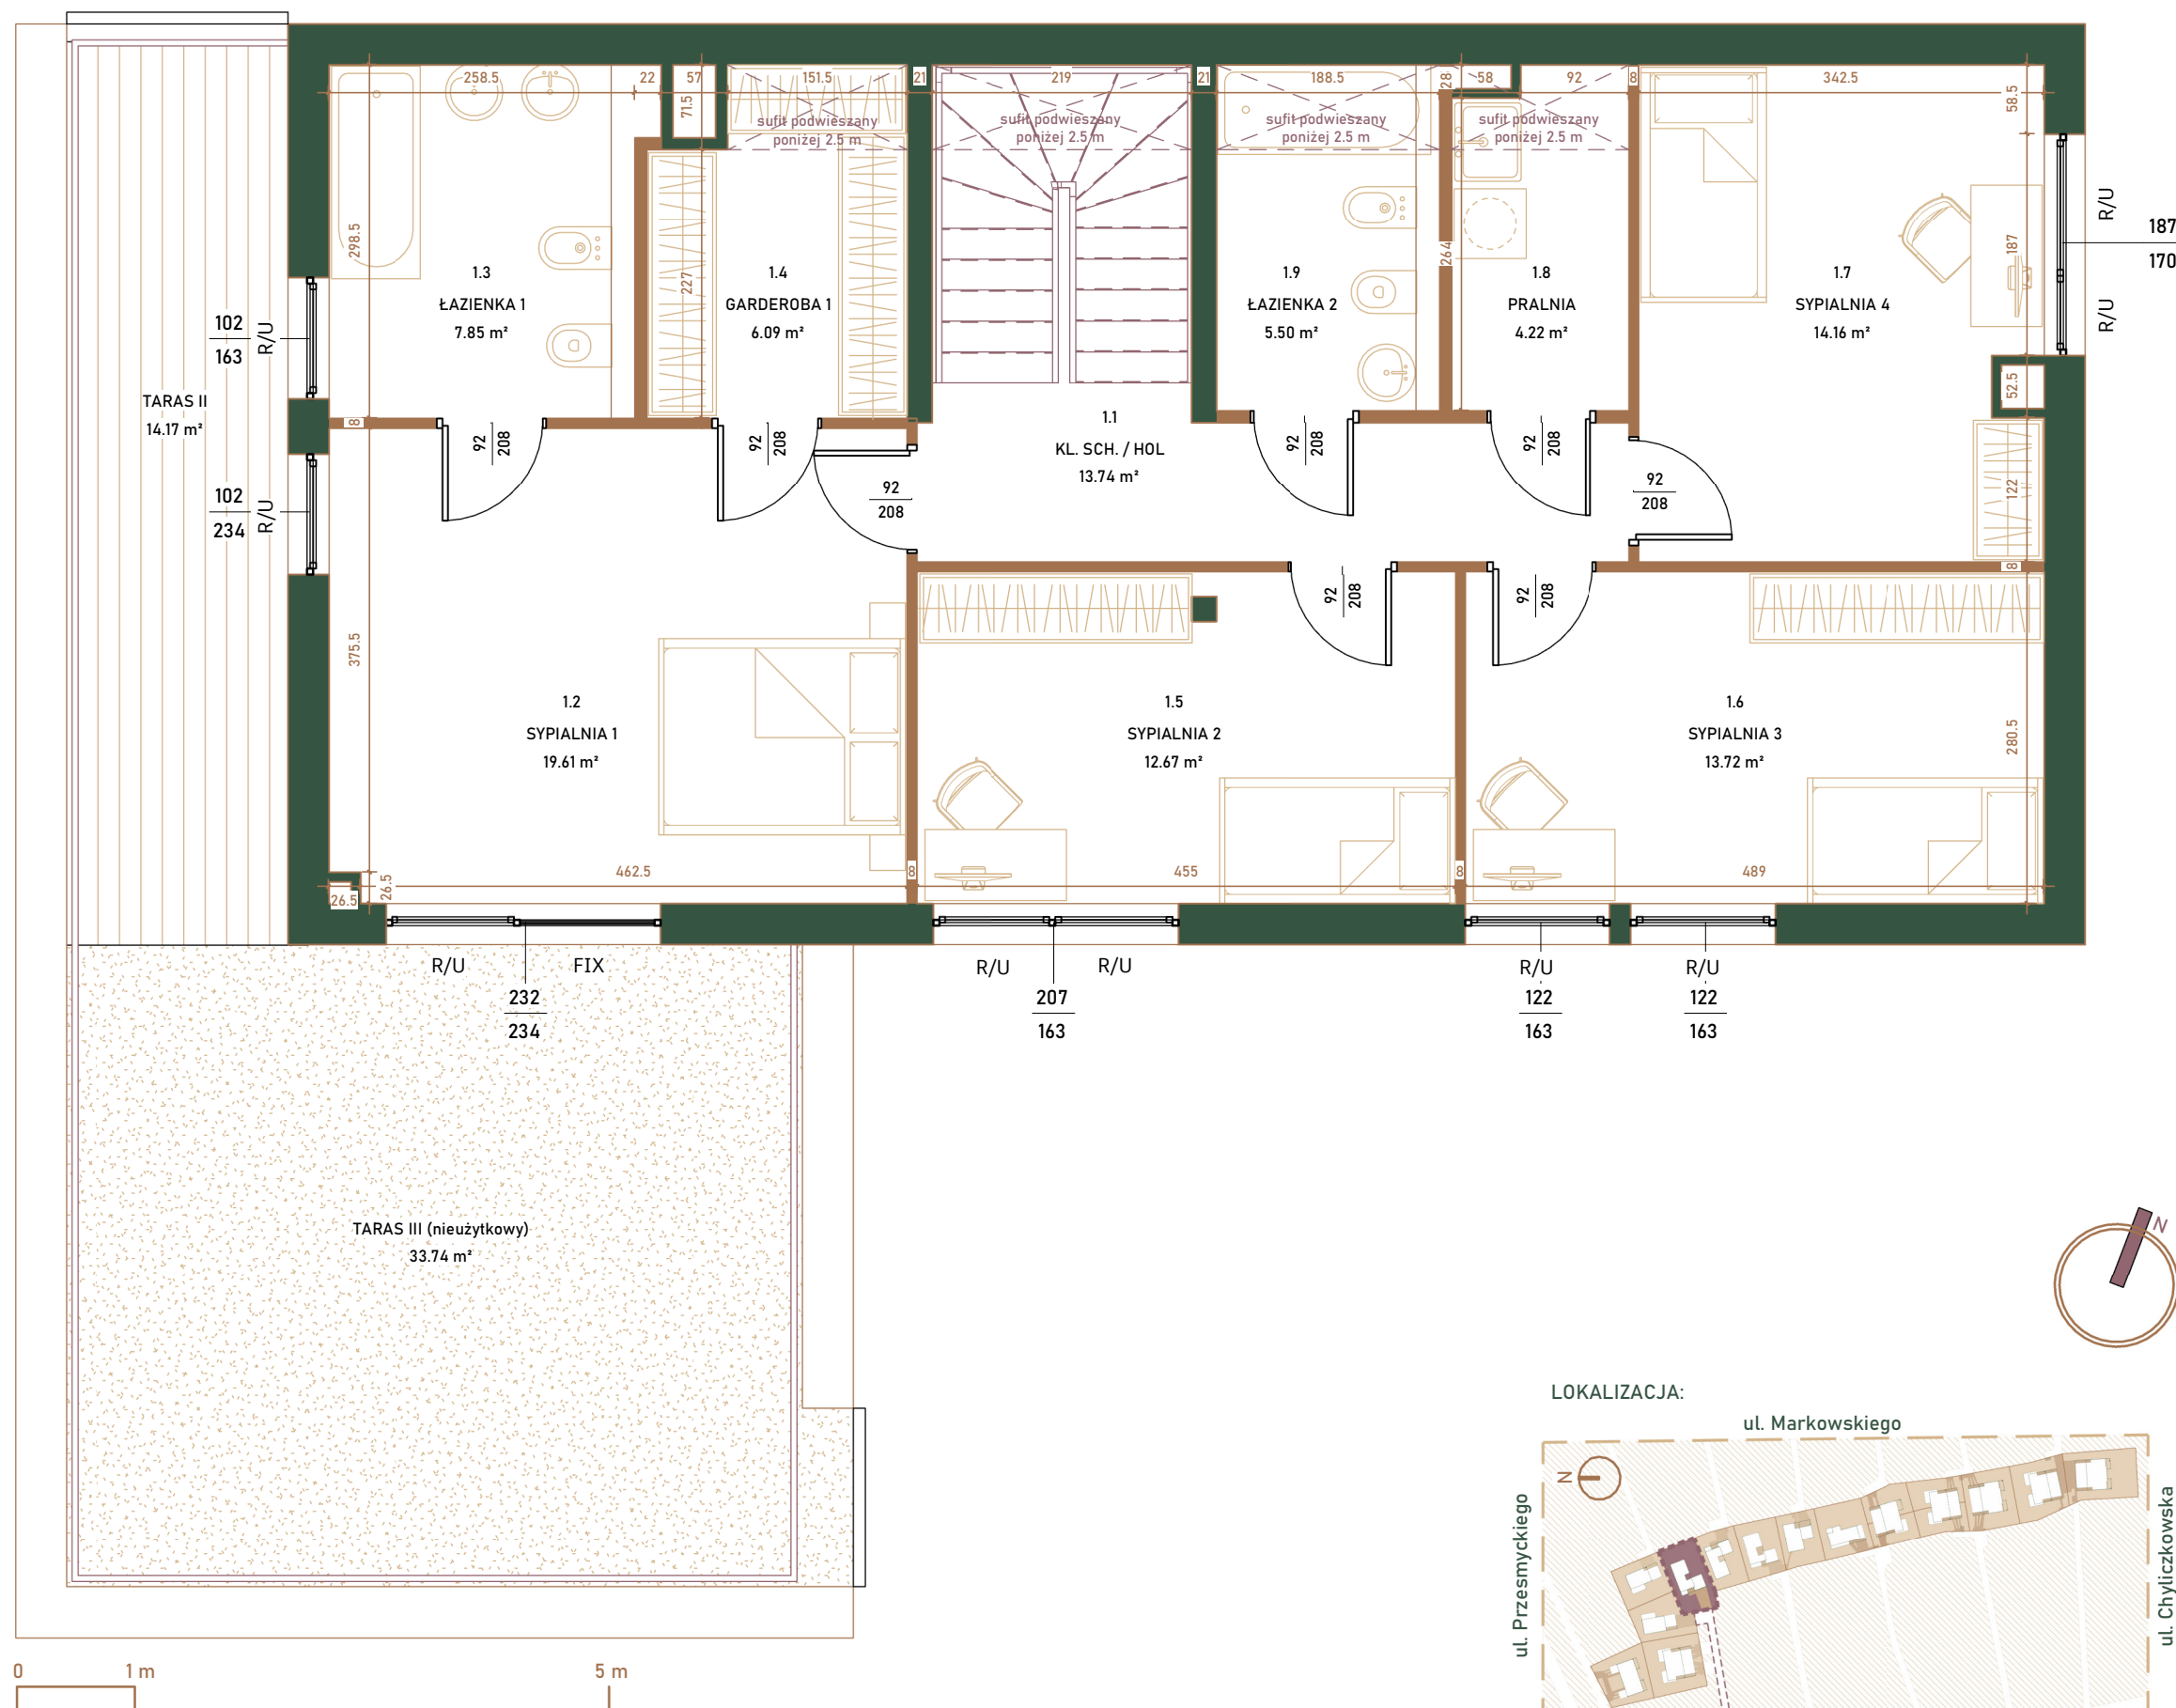 258.5
22
57
151.5
21
219
21
188.5
28
58
92
8
342.5
71.5
58.5
sufit podwieszany
poniżej 2.5 m
sufit podwieszany
poniżej 2.5 m
sufit podwieszany
poniżej 2.5 m
sufit podwieszany
poniżej 2.5 m
298.5
227
264
187
R/U
187
170
R/U
1.3
ŁAZIENKA 1
7.85 m²
1.4
GARDEROBA 1
6.09 m²
1.9
ŁAZIENKA 2
5.50 m²
1.8
PRALNIA
4.22 m²
1.7
SYPIALNIA 4
14.16 m²
102
163
R/U
TARAS II
14.17 m²
52.5
8
92
208
92
208
92
208
1.1
KL. SCH. / HOL
13.74 m²
92
208
92
208
92
208
122
102
234
R/U
8
92
208
92
208
375.5
1.2
SYPIALNIA 1
19.61 m²
1.5
SYPIALNIA 2
12.67 m²
1.6
SYPIALNIA 3
13.72 m²
280.5
26.5
26.5
462.5
8
455
8
489
R/U
FIX
232
234
R/U
R/U
207
163
R/U
122
163
R/U
122
163
TARAS III (nieużytkowy)
33.74 m²
N
LOKALIZACJA:
ul. Markowskiego
N
ul. Przesmyckiego
ul. Chyliczkowska
0
1 m
5 m